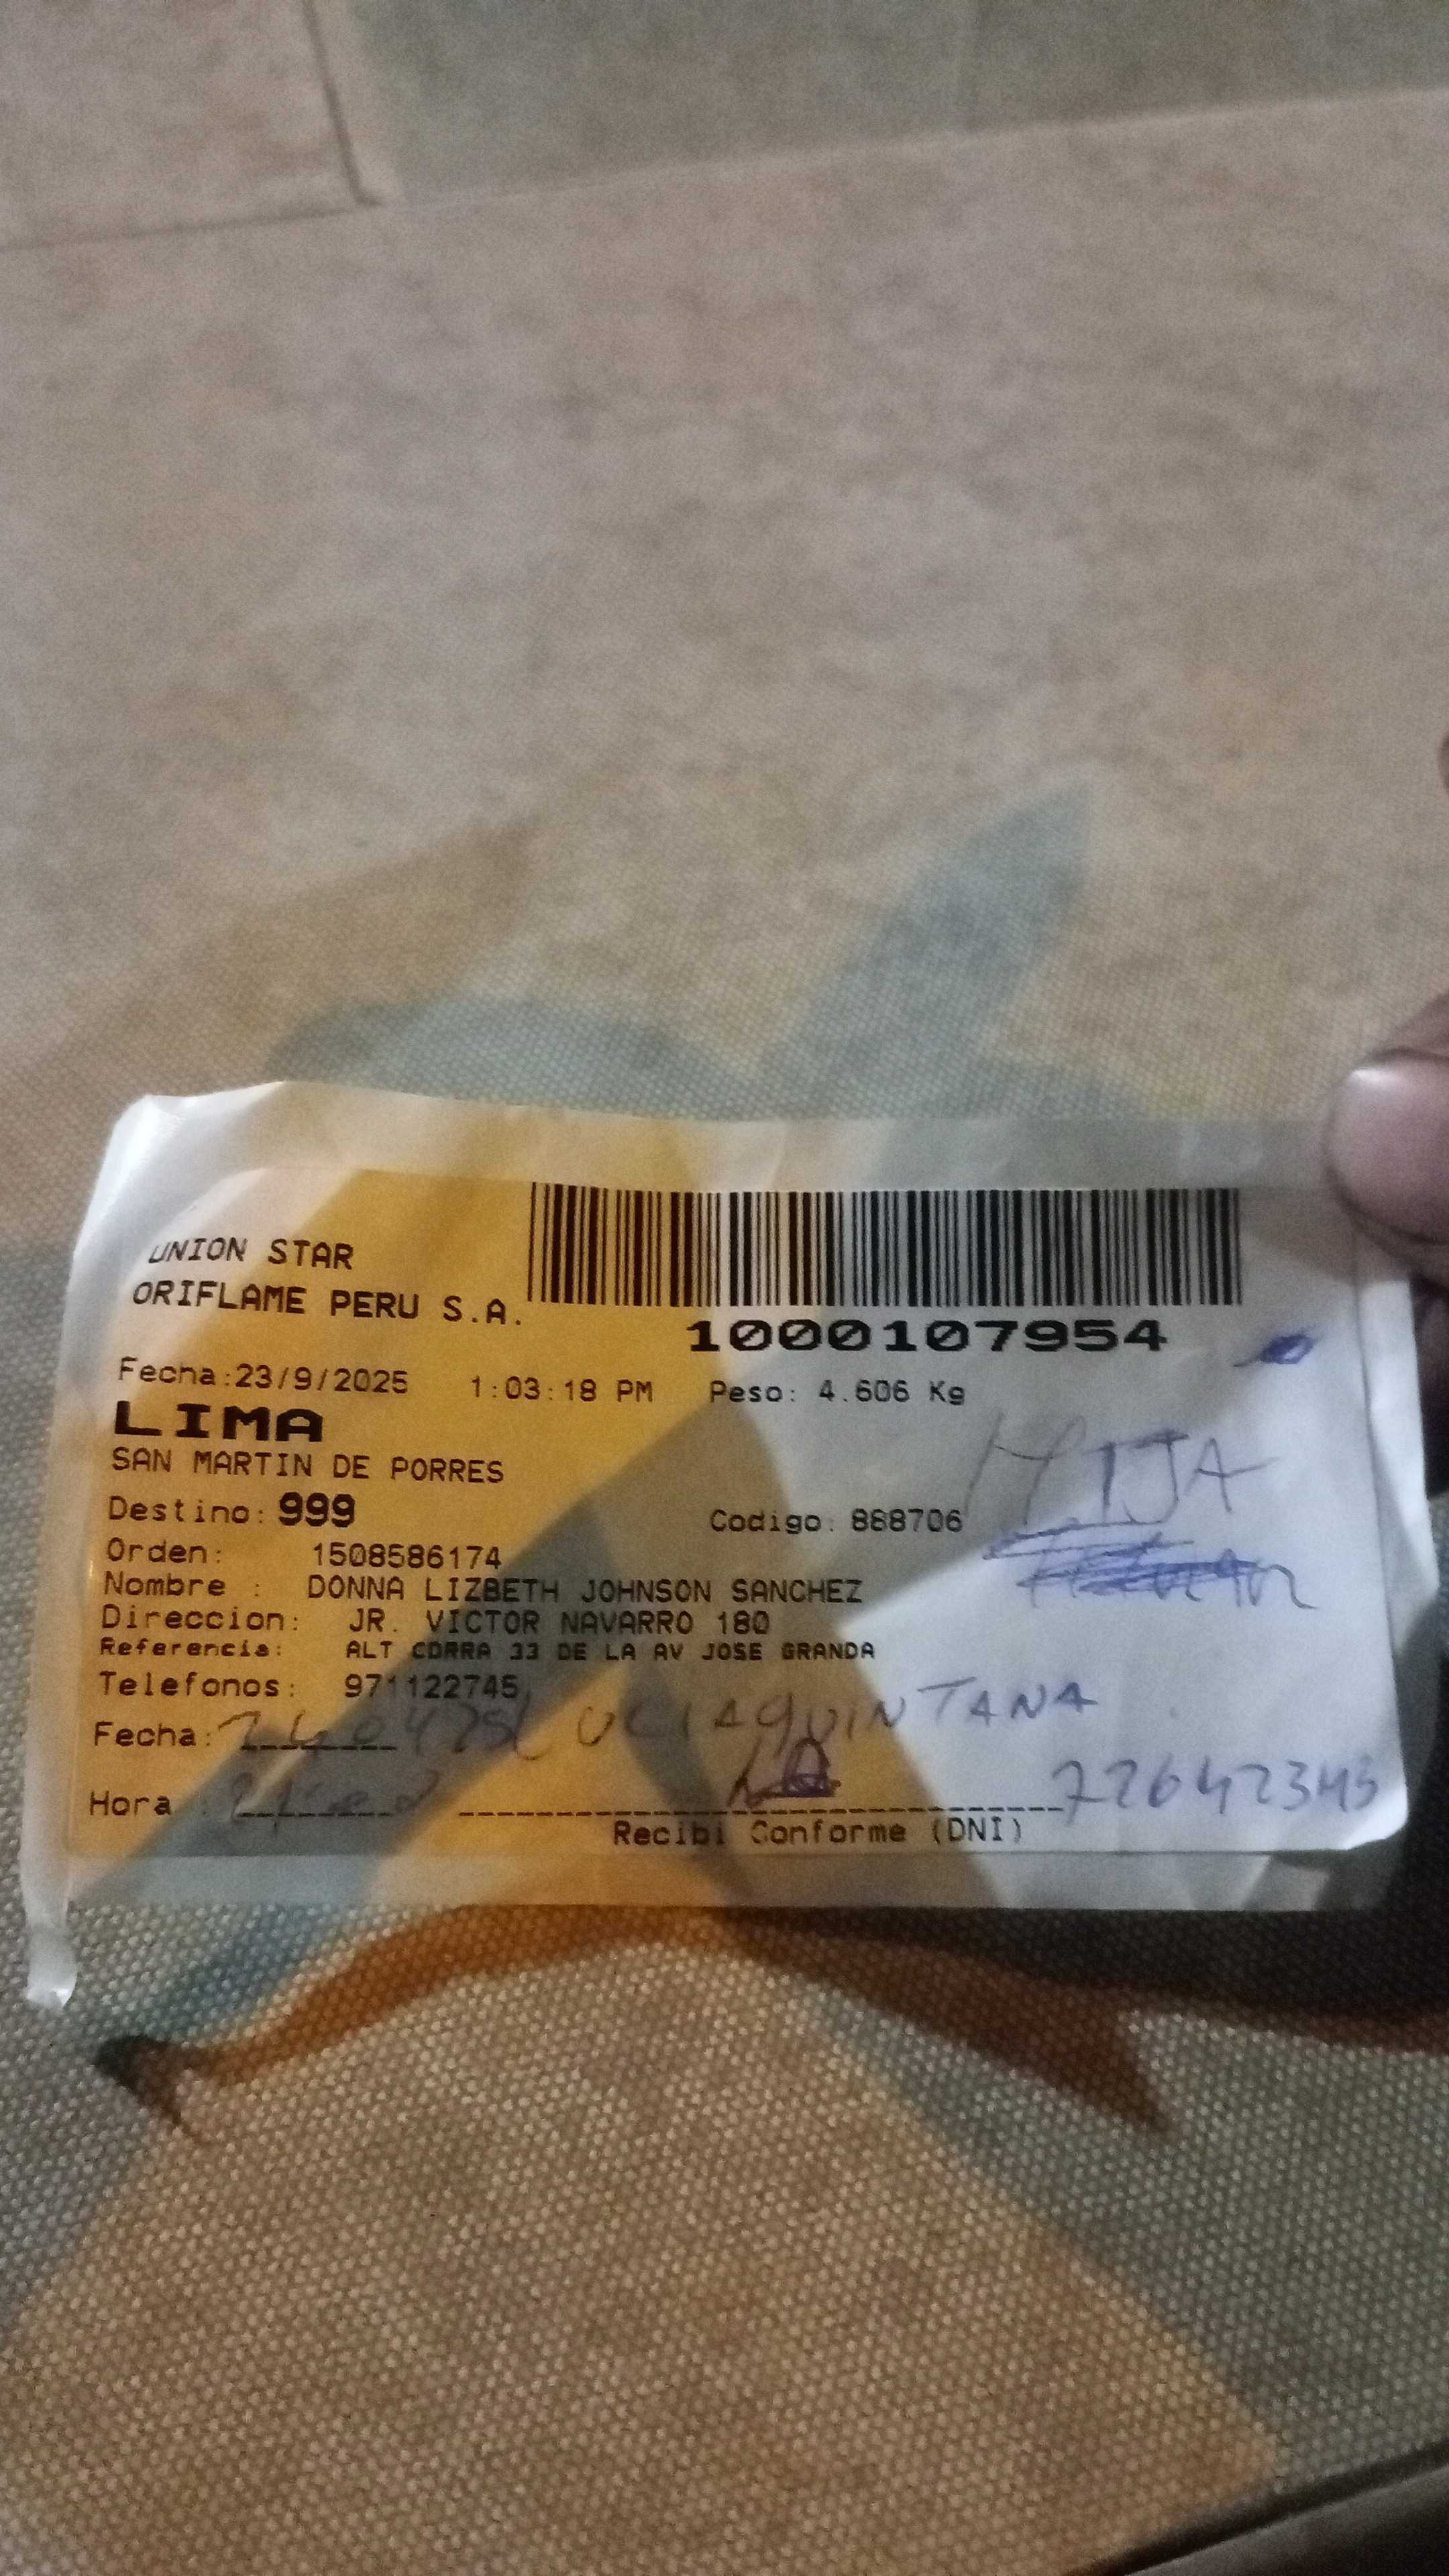 UNION STAR
ORIFLAME PERU S.A.
1000107954
Fecha:23/9/2025 1:03:18 PM Peso: 4.606 Kg
LIMA
SAN MARTIN DE PORRES
HIJA
Destino: 999 Codigo: 888706
Orden: 1508586174
Nombre : DONNA LIZBETH JOHNSON SANCHEZ
Direccion: JR. VICTOR NAVARRO 180
Referencia: ALT CDRRA 33 DE LA AV JOSE GRANDA
Telefonos: 971122745
Fecha: QUINTANA
Hora : 72642345
Recibi Conforme (DNI)